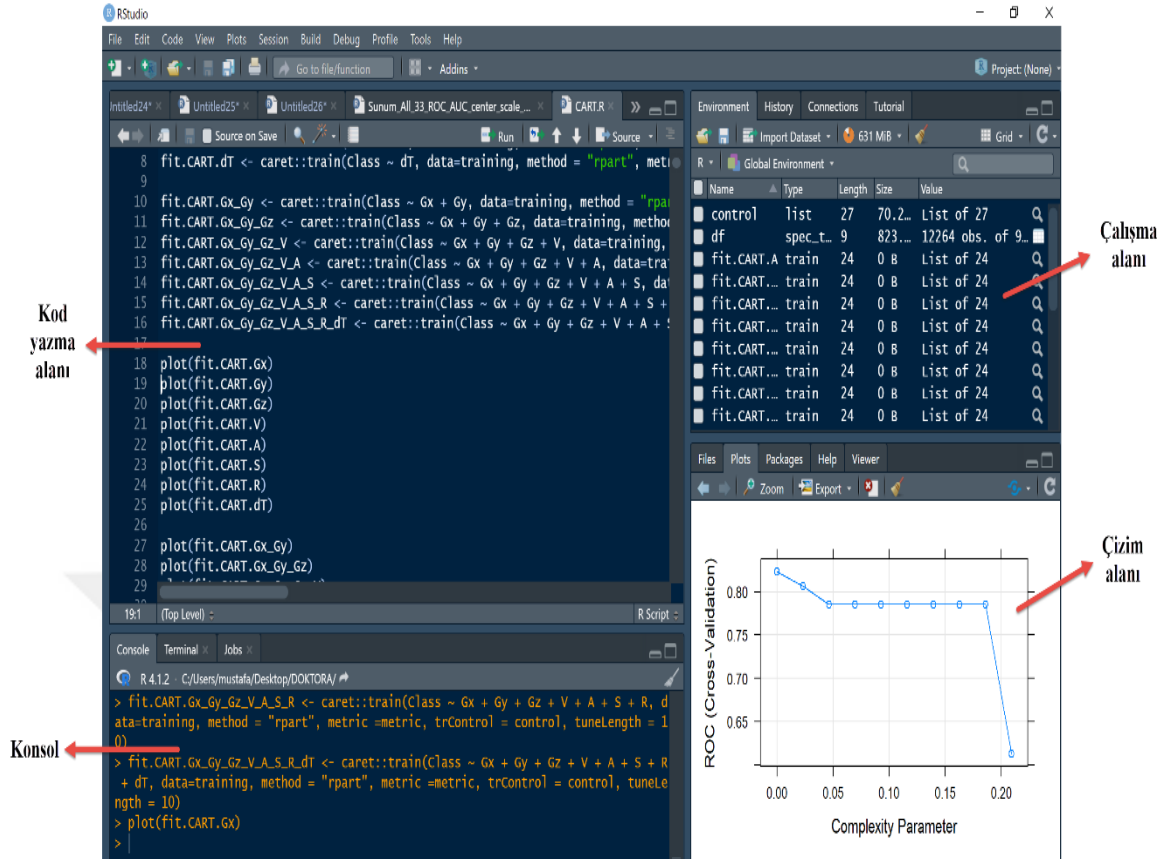 RStudio
File Edit Code View Plots Session Build Debug Profile Tools Help
Go to file/function Addins Project: (None)
Untitled25* Untitled26* Sunum_All_33_ROC_AUC_center_scale_... CART.R
Source on Save Run Source
8 fit.CART.dT <- caret::train(Class ~ dT, data=training, method = "rpart",
9
10 fit.CART.Gx_Gy <- caret::train(Class ~ Gx + Gy, data=training, method =
11 fit.CART.Gx_Gy_Gz <- caret::train(Class ~ Gx + Gy + Gz, data=training,
12 fit.CART.Gx_Gy_Gz_V <- caret::train(Class ~ Gx + Gy + Gz + V, data=training,
13 fit.CART.Gx_Gy_Gz_V_A <- caret::train(Class ~ Gx + Gy + Gz + V + A,
14 fit.CART.Gx_Gy_Gz_V_A_S <- caret::train(Class ~ Gx + Gy + Gz + V + A + S,
15 fit.CART.Gx_Gy_Gz_V_A_S_R <- caret::train(Class ~ Gx + Gy + Gz + V + A + S +
16 fit.CART.Gx_Gy_Gz_V_A_S_R_dT <- caret::train(Class ~ Gx + Gy + Gz + V + A +
17
18 plot(fit.CART.Gx)
19 plot(fit.CART.Gy)
20 plot(fit.CART.Gz)
21 plot(fit.CART.V)
22 plot(fit.CART.A)
23 plot(fit.CART.S)
24 plot(fit.CART.R)
25 plot(fit.CART.dT)
26
27 plot(fit.CART.Gx_Gy)
28 plot(fit.CART.Gx_Gy_Gz)
29
19:1 (Top Level) R Script
Kod
yazma
alanı
Console Terminal Jobs
R 4.1.2 · C:/Users/mustafa/Desktop/DOKTORA/
> fit.CART.Gx_Gy_Gz_V_A_S_R <- caret::train(Class ~ Gx + Gy + Gz + V + A + S + R, d
ata=training, method = "rpart", metric =metric, trControl = control, tuneLength = 1
0)
> fit.CART.Gx_Gy_Gz_V_A_S_R_dT <- caret::train(Class ~ Gx + Gy + Gz + V + A + S + R
+ dT, data=training, method = "rpart", metric =metric, trControl = control, tuneLe
ngth = 10)
> plot(fit.CART.Gx)
>
Konsol
Environment History Connections Tutorial
Import Dataset 631 MiB Grid
R Global Environment
Name Type Length Size Value
control list 27 70.2… List of 27
df spec_t… 9 823.… 12264 obs. of 9…
fit.CART.A train 24 0 B List of 24
fit.CART.… train 24 0 B List of 24
fit.CART.… train 24 0 B List of 24
fit.CART.… train 24 0 B List of 24
fit.CART.… train 24 0 B List of 24
fit.CART.… train 24 0 B List of 24
fit.CART.… train 24 0 B List of 24
fit.CART.… train 24 0 B List of 24
Çalışma
alanı
Files Plots Packages Help Viewer
Zoom Export
ROC (Cross-Validation)
0.80
0.75
0.70
0.65
0.00 0.05 0.10 0.15 0.20
Complexity Parameter
Çizim
alanı